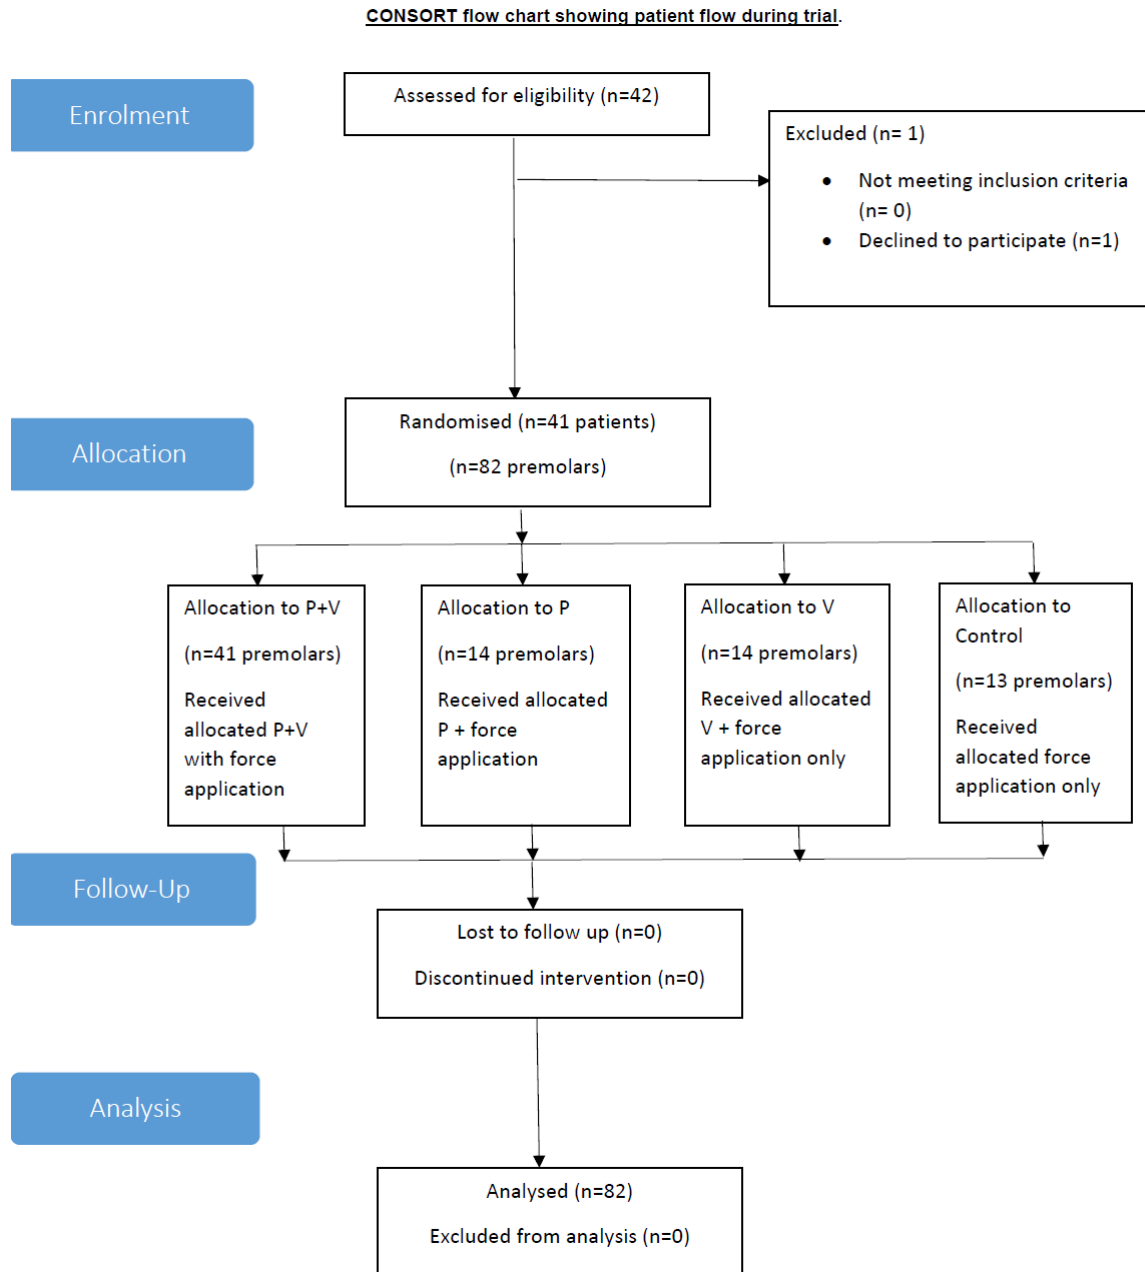 CONSORT flow chart showing patient flow during trial.
Enrolment
Assessed for eligibility (n=42)
Excluded (n= 1)
• Not meeting inclusion criteria
(n= 0)
• Declined to participate (n=1)
Allocation
Randomised (n=41 patients)
(n=82 premolars)
Allocation to P+V
(n=41 premolars)
Received
allocated P+V
with force
application
Allocation to P
(n=14 premolars)
Received allocated
P + force
application
Allocation to V
(n=14 premolars)
Received allocated
V + force
application only
Allocation to
Control
(n=13 premolars)
Received
allocated force
application only
Follow-Up
Lost to follow up (n=0)
Discontinued intervention (n=0)
Analysis
Analysed (n=82)
Excluded from analysis (n=0)